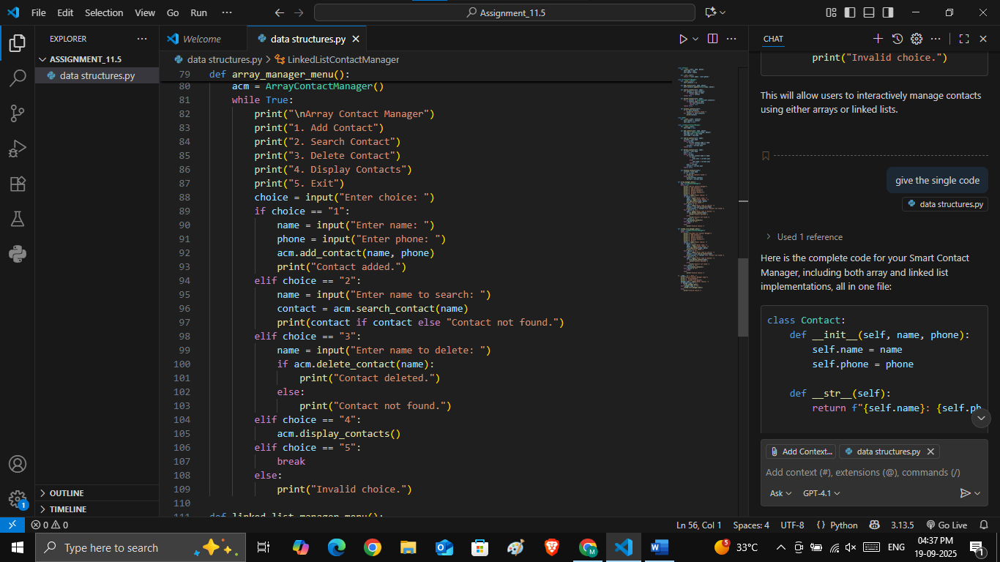 File Edit Selection View Go Run ···
Assignment_11.5
EXPLORER ···
ASSIGNMENT_11.5
data structures.py
OUTLINE
TIMELINE
Welcome
data structures.py
data structures.py > LinkedListContactManager
79 def array_manager_menu():
80 acm = ArrayContactManager()
81 while True:
82 print("\nArray Contact Manager")
83 print("1. Add Contact")
84 print("2. Search Contact")
85 print("3. Delete Contact")
86 print("4. Display Contacts")
87 print("5. Exit")
88 choice = input("Enter choice: ")
89 if choice == "1":
90 name = input("Enter name: ")
91 phone = input("Enter phone: ")
92 acm.add_contact(name, phone)
93 print("Contact added.")
94 elif choice == "2":
95 name = input("Enter name to search: ")
96 contact = acm.search_contact(name)
97 print(contact if contact else "Contact not found.")
98 elif choice == "3":
99 name = input("Enter name to delete: ")
100 if acm.delete_contact(name):
101 print("Contact deleted.")
102 else:
103 print("Contact not found.")
104 elif choice == "4":
105 acm.display_contacts()
106 elif choice == "5":
107 break
108 else:
109 print("Invalid choice.")
110
111 def linked_list_manager_menu():
CHAT
print("Invalid choice.")
This will allow users to interactively manage contacts
using either arrays or linked lists.
give the single code
data structures.py
Used 1 reference
Here is the complete code for your Smart Contact
Manager, including both array and linked list
implementations, all in one file:
class Contact:
def __init__(self, name, phone):
self.name = name
self.phone = phone
def __str__(self):
return f"{self.name}: {self.ph
Add Context...
data structures.py
Add context (#), extensions (@), commands (/)
Ask
GPT-4.1
1
0 0
Ln 56, Col 1 Spaces: 4 UTF-8 {} Python 3.13.5 Go Live
Type here to search
5
33°C
ENG
04:37 PM
19-09-2025
1